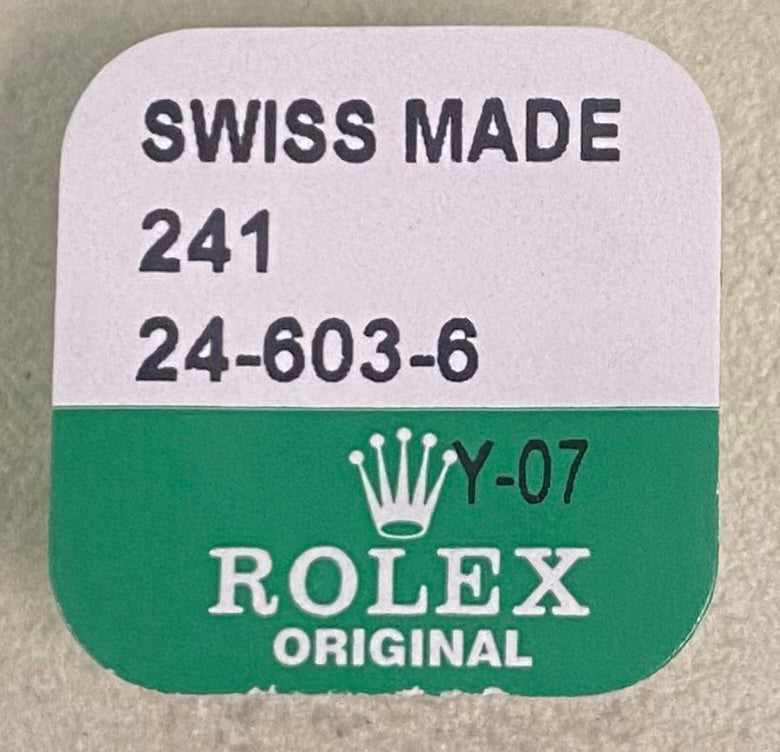 SWISS MADE
241
24-603-6
Y-07
ROLEX
ORIGINAL